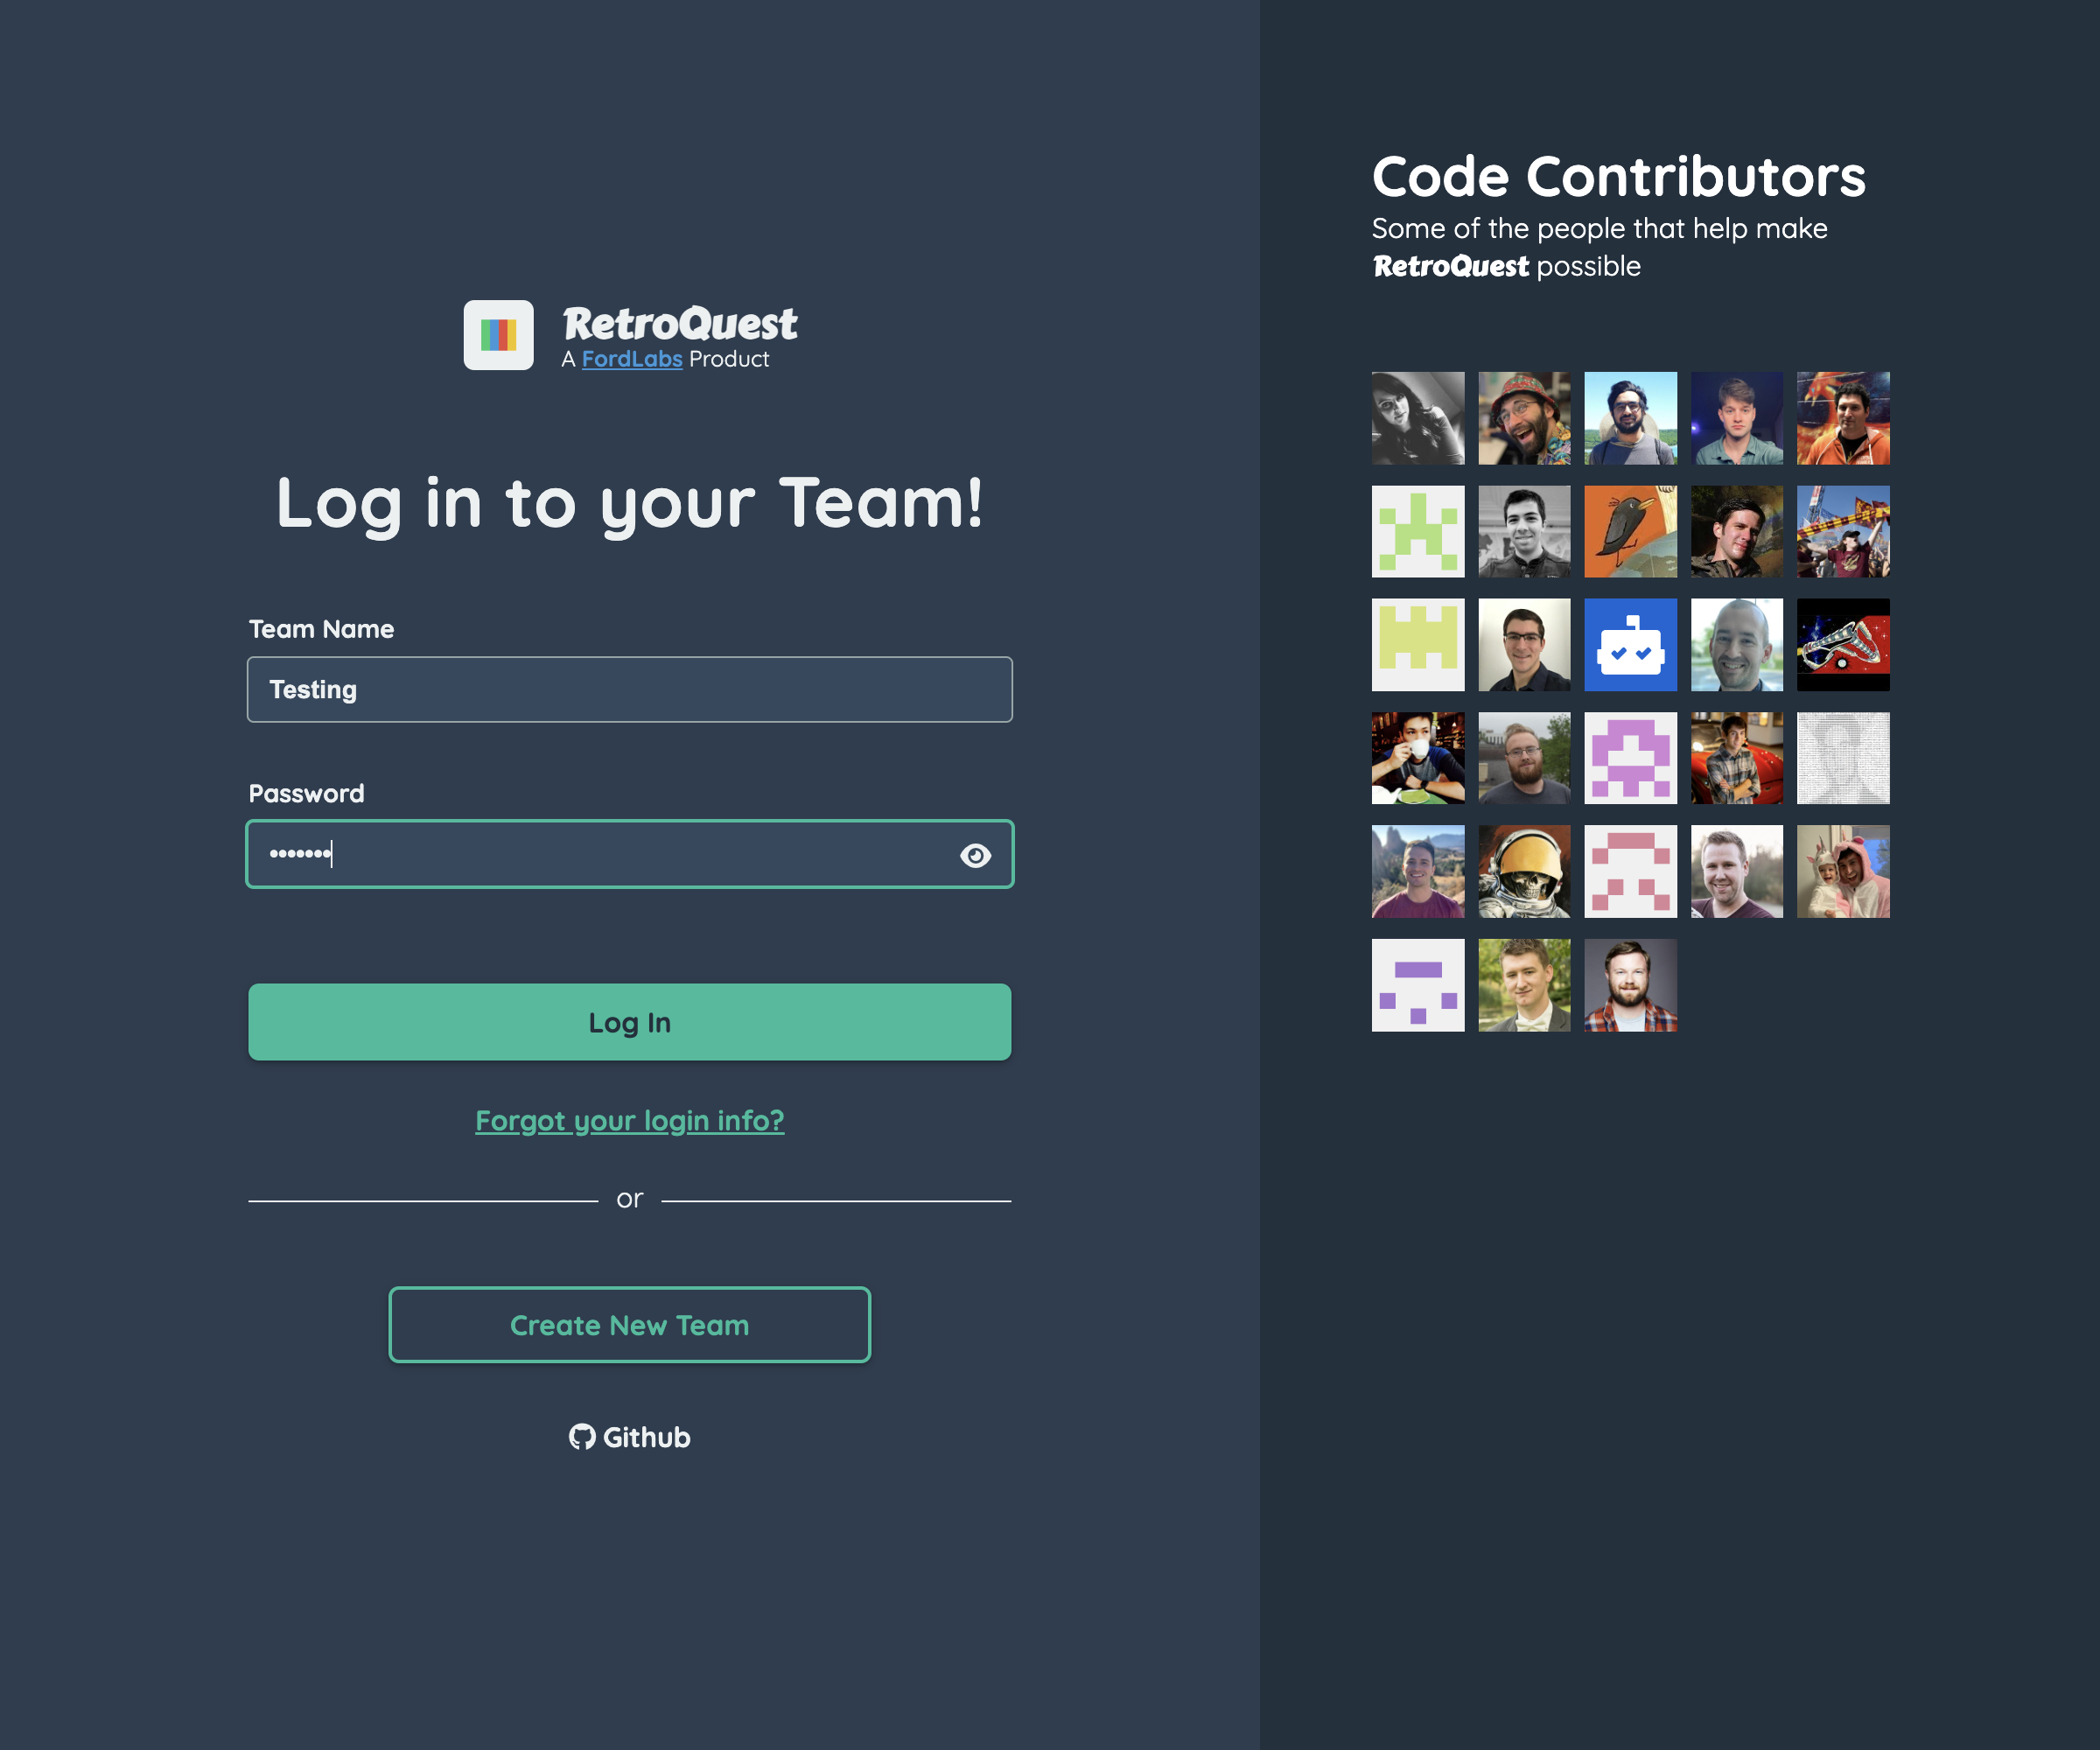 RetroQuest
A FordLabs Product
Log in to your Team!
Team Name
Testing
Password
•••••••
Log In
Forgot your login info?
or
Create New Team
Github
Code Contributors
Some of the people that help make
RetroQuest possible